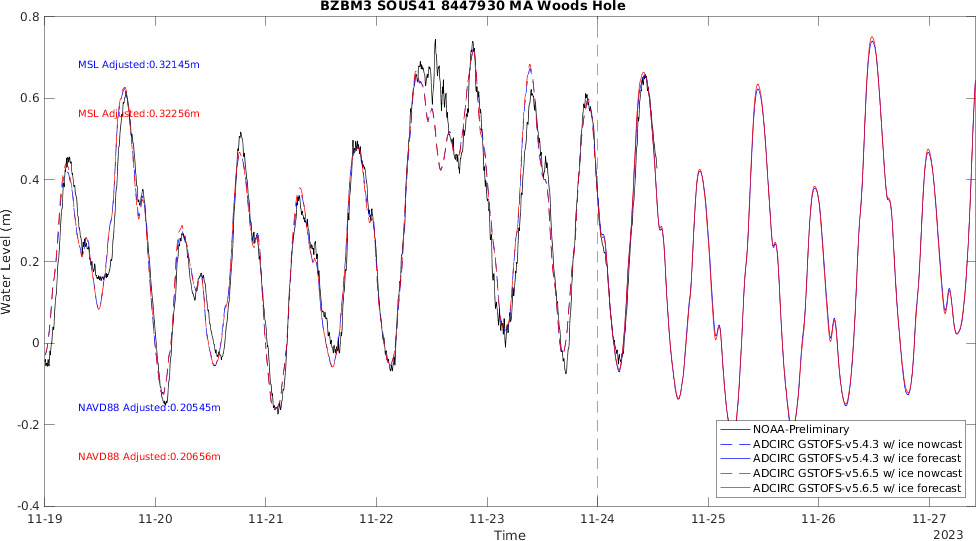 BZBM3 SOUS41 8447930 MA Woods Hole
0.8
0.6
0.4
0.2
0
-0.2
-0.4
Water Level (m)
MSL Adjusted:0.32145m
MSL Adjusted:0.32256m
NAVD88 Adjusted:0.20545m
NAVD88 Adjusted:0.20656m
NOAA-Preliminary
ADCIRC GSTOFS-v5.4.3 w/ ice nowcast
ADCIRC GSTOFS-v5.4.3 w/ ice forecast
ADCIRC GSTOFS-v5.6.5 w/ ice nowcast
ADCIRC GSTOFS-v5.6.5 w/ ice forecast
11-19 11-20 11-21 11-22 11-23 11-24 11-25 11-26 11-27
Time
2023